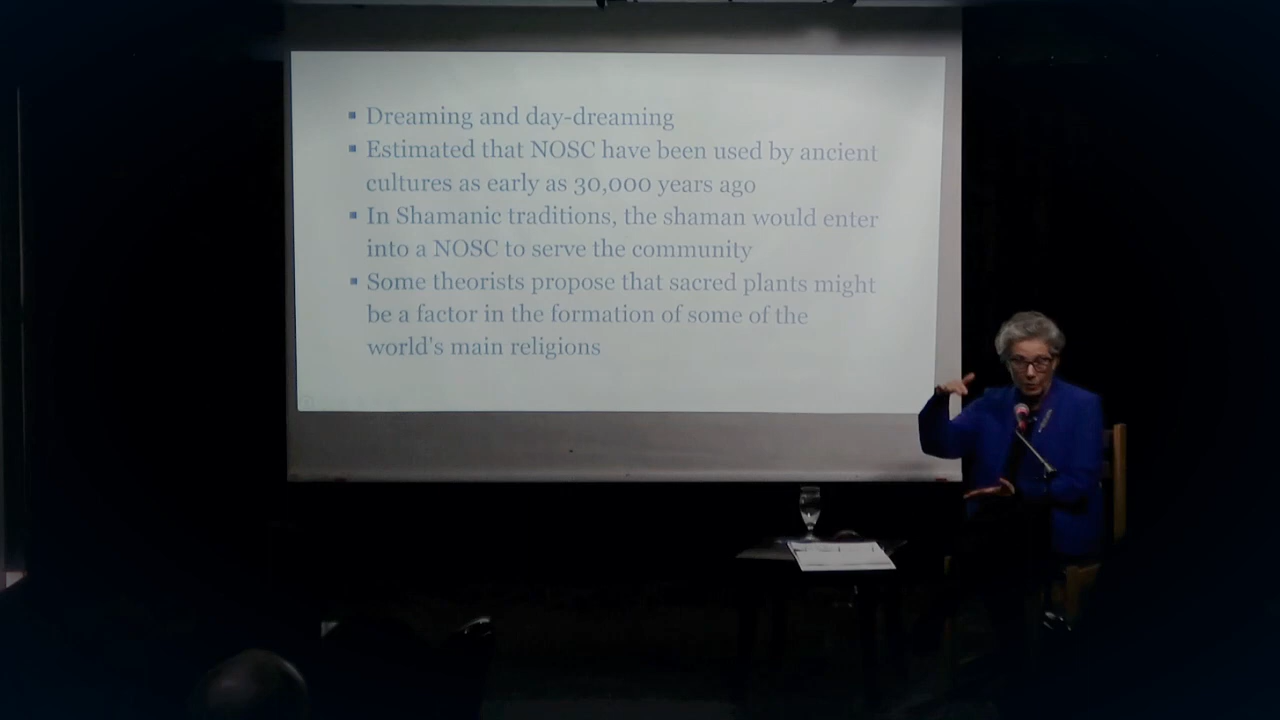 ▪ Dreaming and day-dreaming
▪ Estimated that NOSC have been used by ancient
cultures as early as 30,000 years ago
▪ In Shamanic traditions, the shaman would enter
into a NOSC to serve the community
▪ Some theorists propose that sacred plants might
be a factor in the formation of some of the
world's main religions